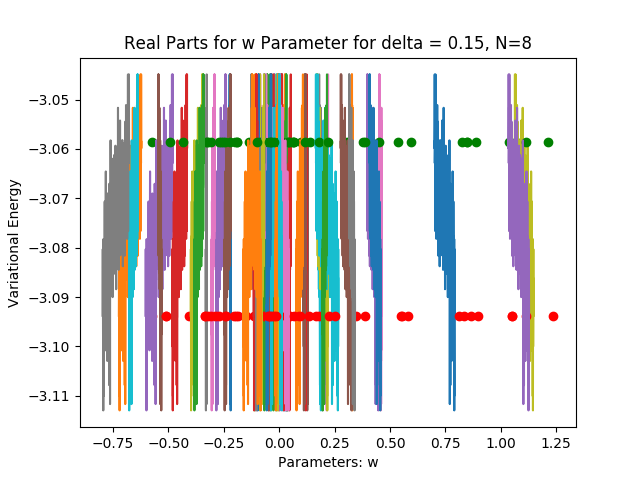 Real Parts for w Parameter for delta = 0.15, N=8
Variational Energy
−3.05
−3.06
−3.07
−3.08
−3.09
−3.10
−3.11
−0.75 −0.50 −0.25 0.00 0.25 0.50 0.75 1.00 1.25
Parameters: w